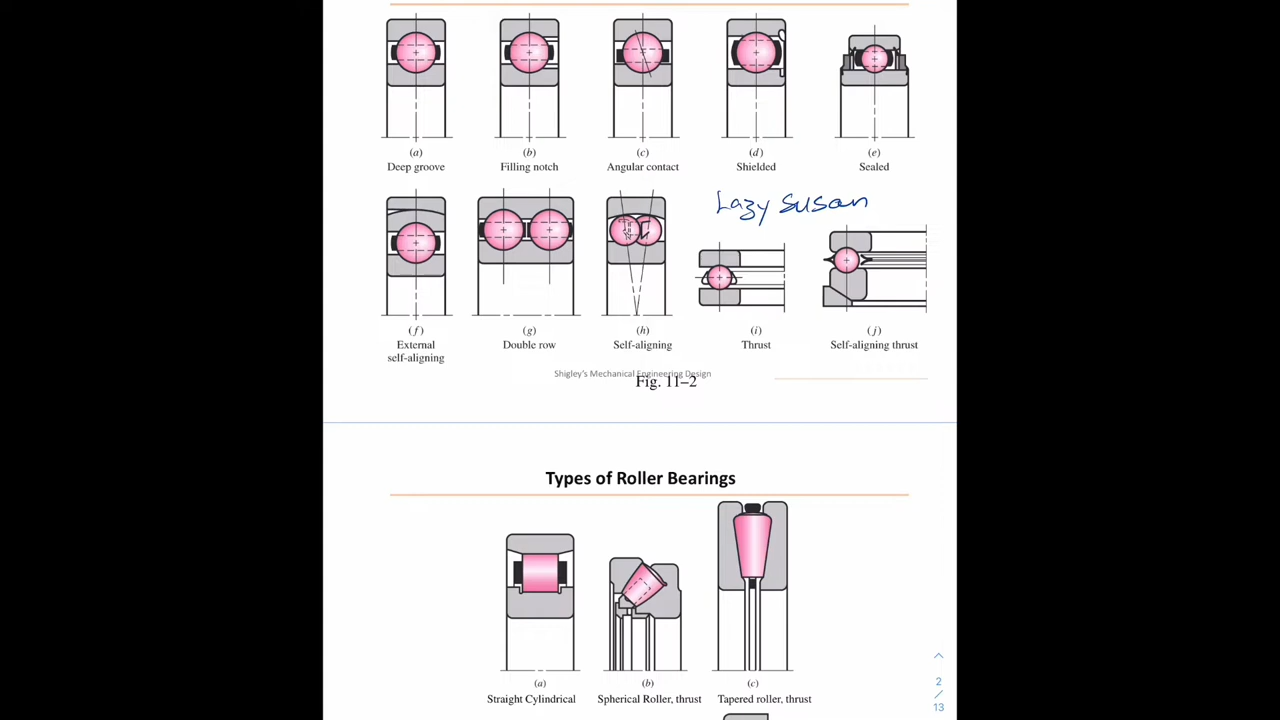 (a)
Deep groove
(b)
Filling notch
(c)
Angular contact
(d)
Shielded
(e)
Sealed
Lazy Susan
(f)
External
self-aligning
(g)
Double row
(h)
Self-aligning
(i)
Thrust
(j)
Self-aligning thrust
Shigley's Mechanical Engineering Design
Fig. 11–2
Types of Roller Bearings
(a)
Straight Cylindrical
(b)
Spherical Roller, thrust
(c)
Tapered roller, thrust
2
/
13